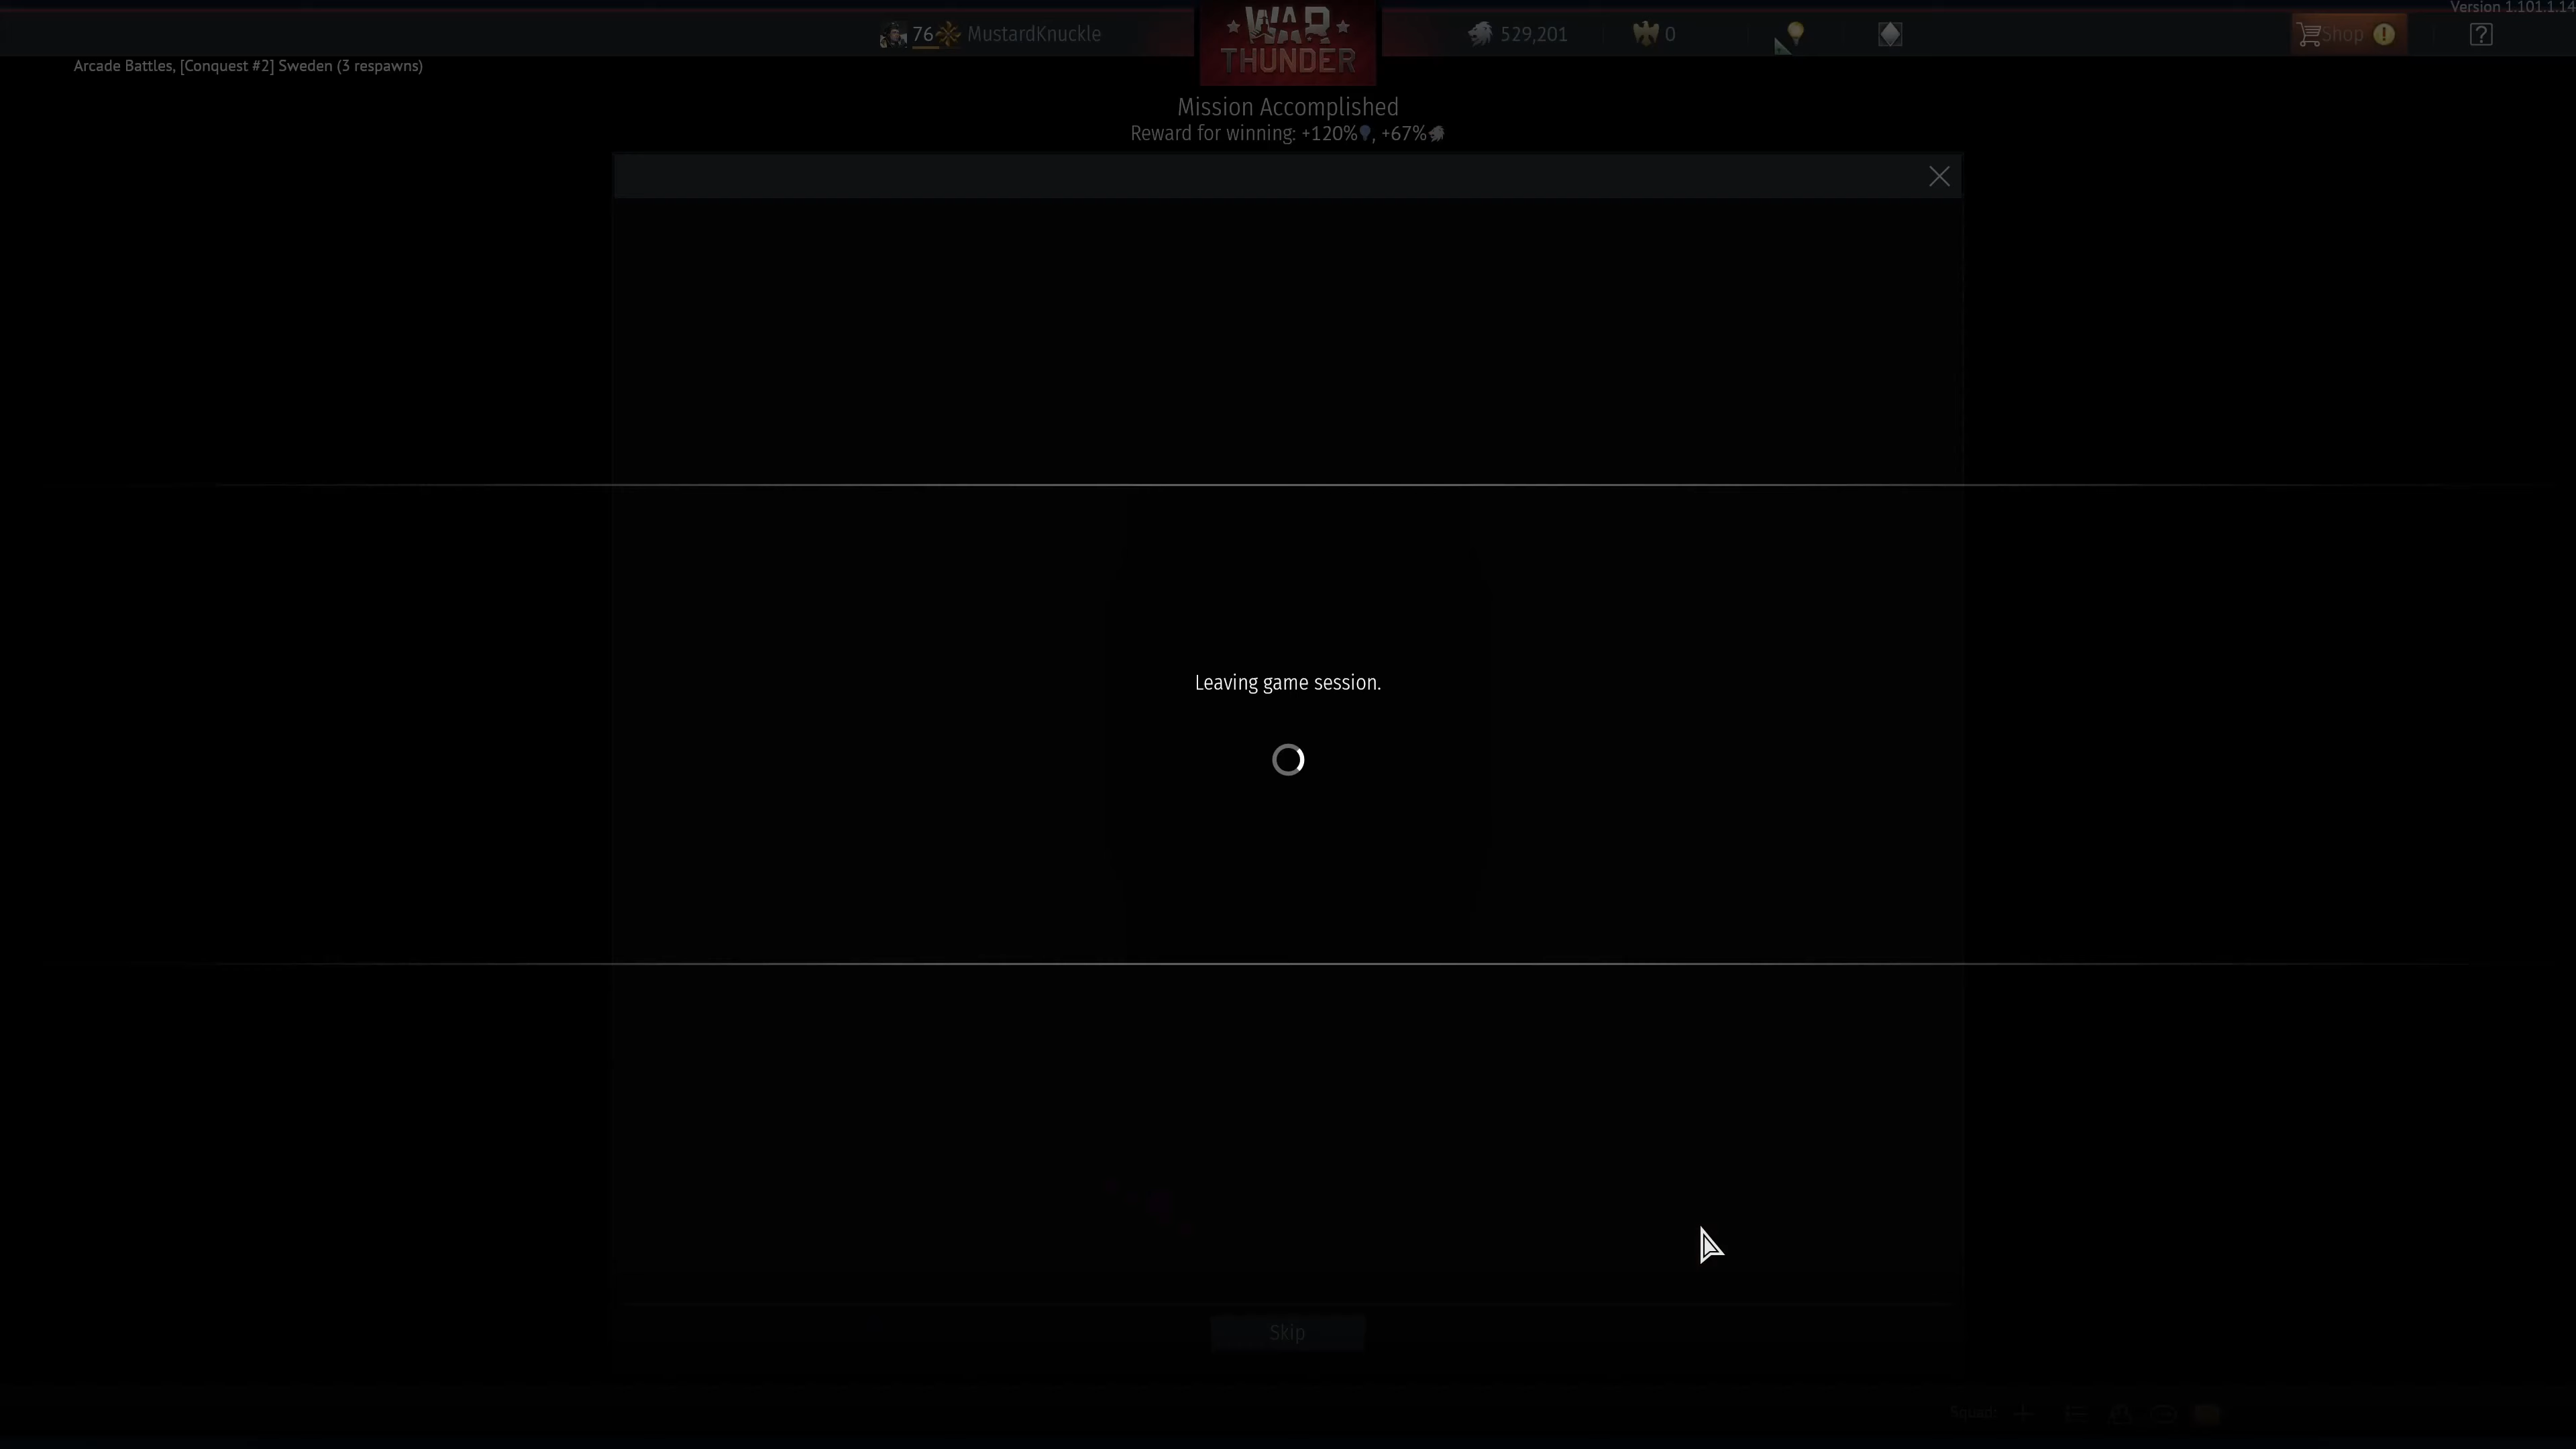 Version 1.101.1.14
76 MustardKnuckle
WAR
THUNDER
529,201
0
Shop
Arcade Battles, [Conquest #2] Sweden (3 respawns)
Mission Accomplished
Reward for winning: +120%, +67%
Leaving game session.
Skip
Squad: